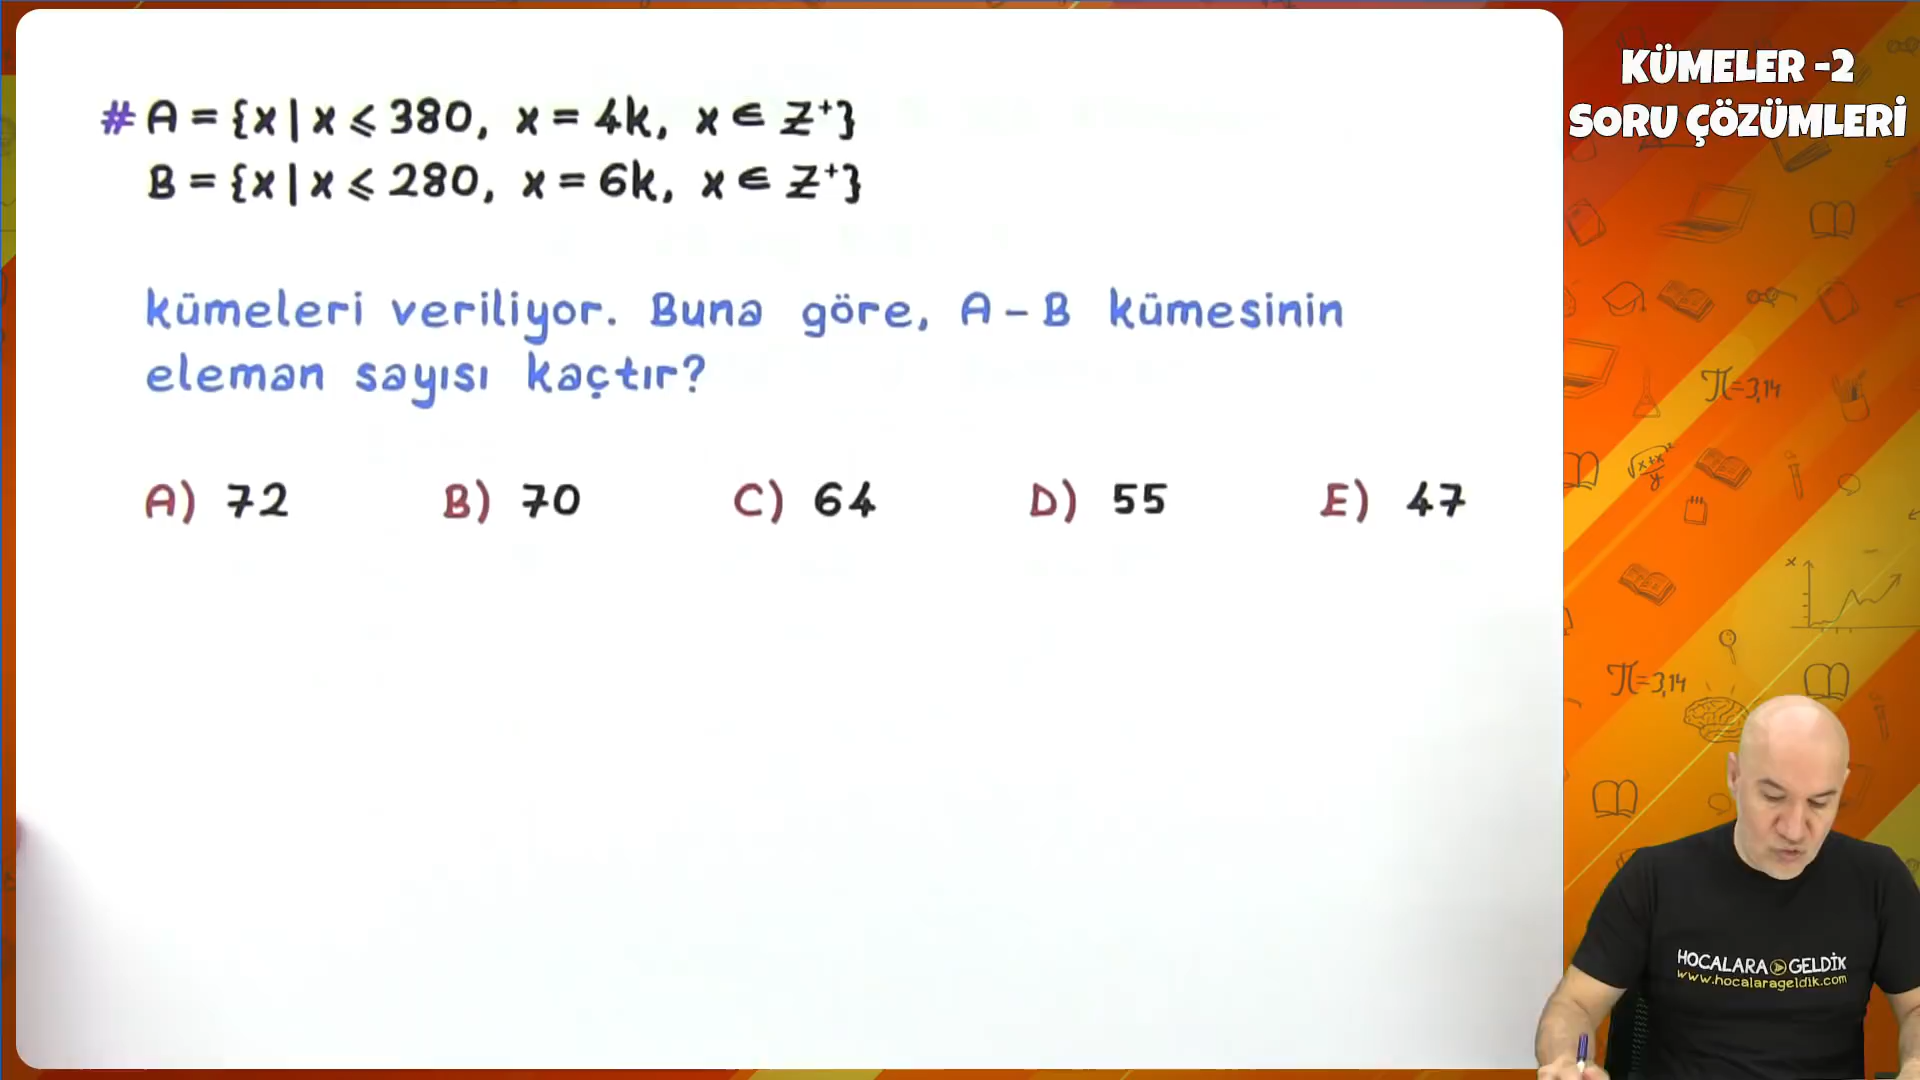 # A = {x | x ⩽ 380, x = 4k, x ∈ Z⁺}
B = {x | x ⩽ 280, x = 6k, x ∈ Z⁺}
kümeleri veriliyor. Buna göre, A - B kümesinin
eleman sayısı kaçtır?
A) 72 B) 70 C) 64 D) 55 E) 47
KÜMELER -2
SORU ÇÖZÜMLERİ
π=3,14
√x+x²/y
x
π=3,14
HOCALARA GELDİK
www.hocalarageldik.com